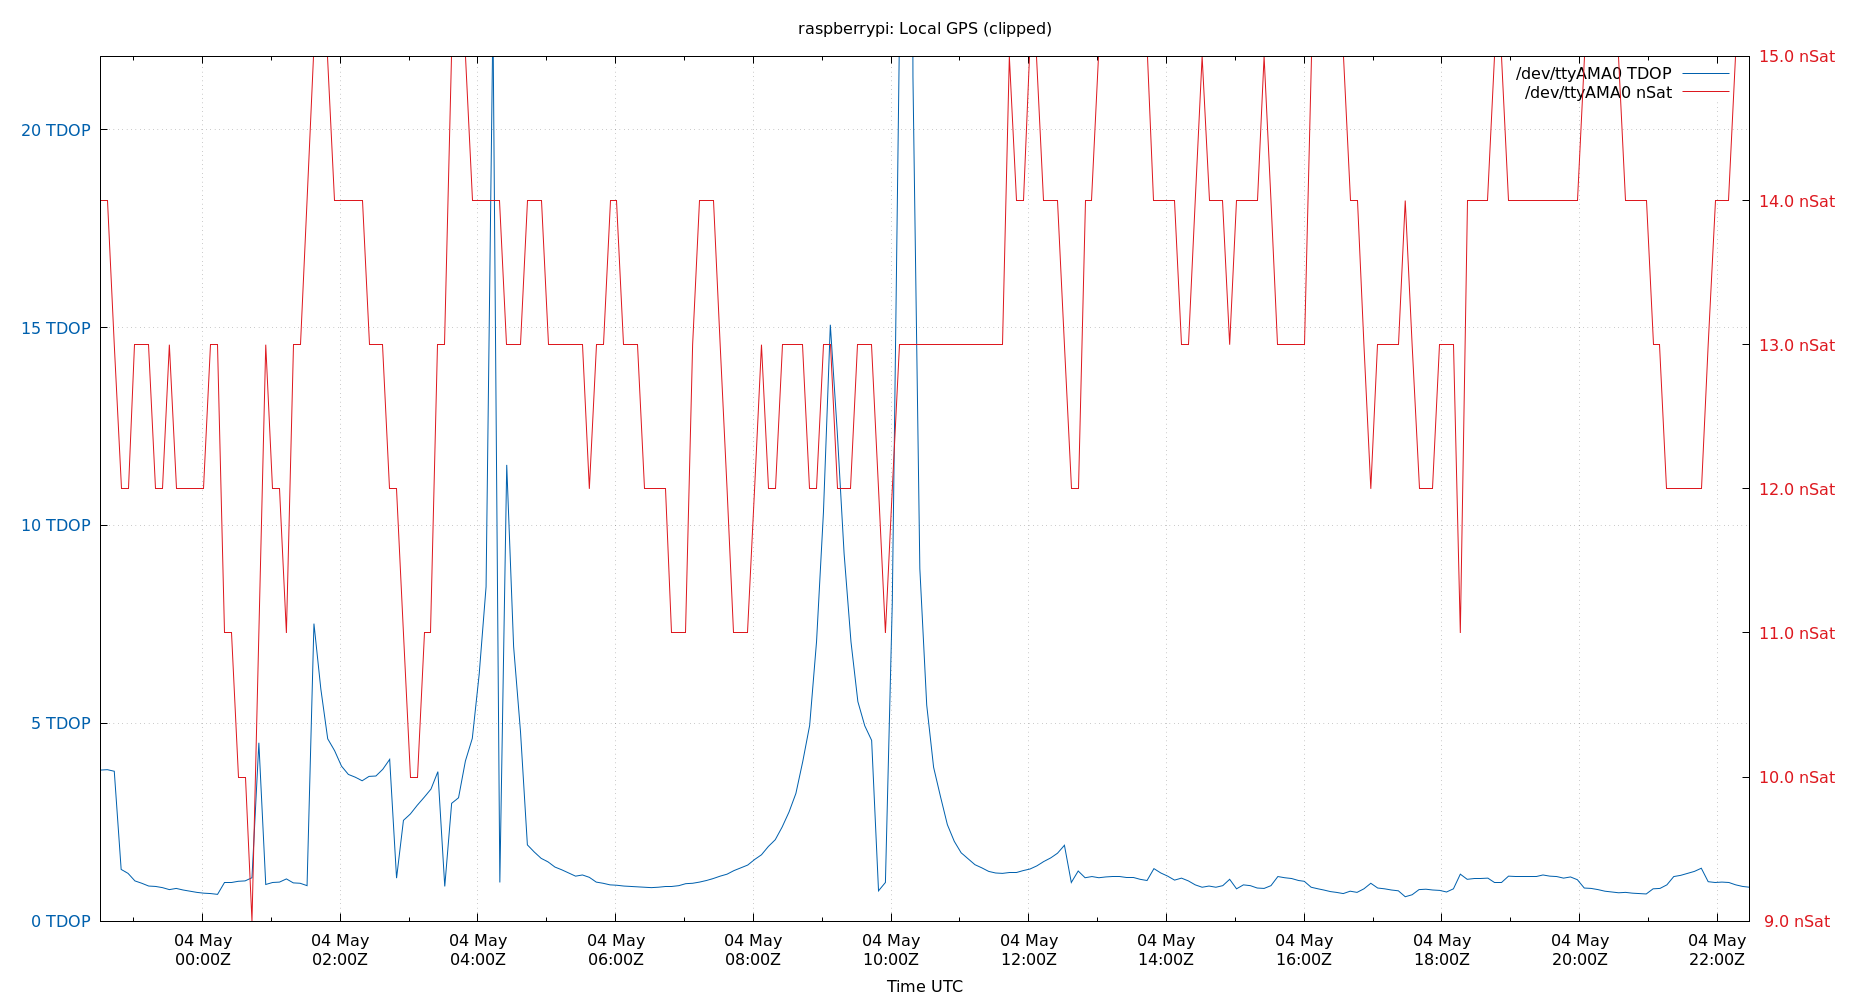 raspberrypi: Local GPS (clipped)
/dev/ttyAMA0 TDOP
/dev/ttyAMA0 nSat
20 TDOP
15 TDOP
10 TDOP
5 TDOP
0 TDOP
15.0 nSat
14.0 nSat
13.0 nSat
12.0 nSat
11.0 nSat
10.0 nSat
9.0 nSat
04 May 04 May 04 May 04 May 04 May 04 May 04 May 04 May 04 May 04 May 04 May 04 May
00:00Z 02:00Z 04:00Z 06:00Z 08:00Z 10:00Z 12:00Z 14:00Z 16:00Z 18:00Z 20:00Z 22:00Z
Time UTC